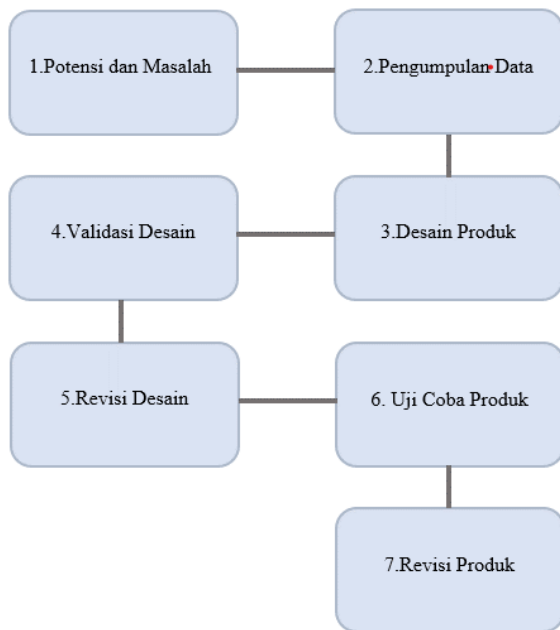 1.Potensi dan Masalah
2.Pengumpulan Data
3.Desain Produk
4.Validasi Desain
5.Revisi Desain
6. Uji Coba Produk
7.Revisi Produk